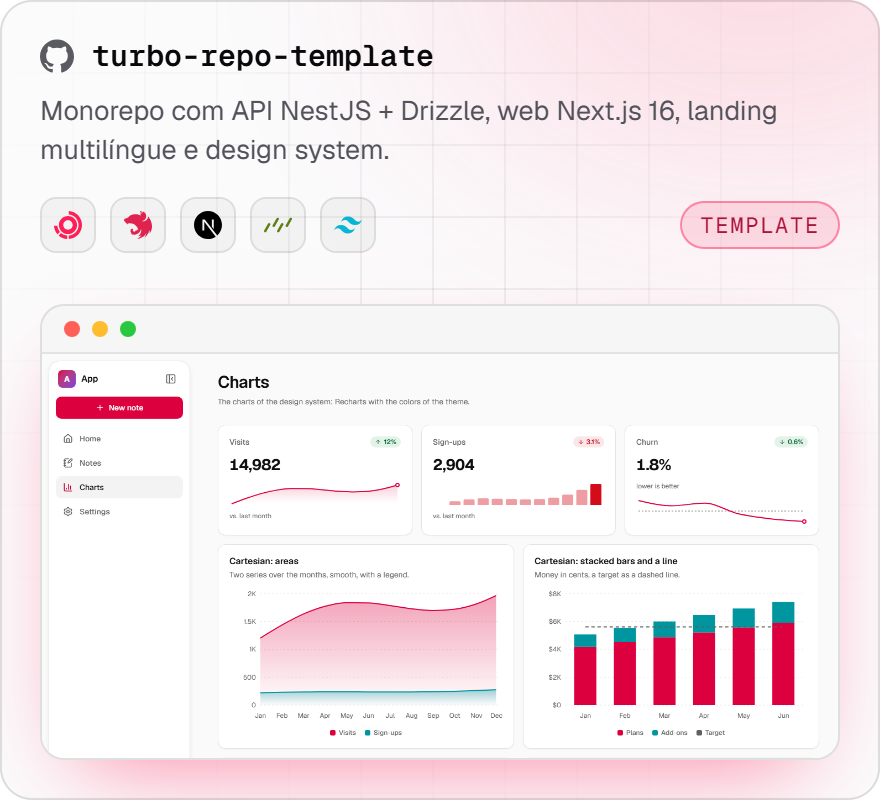 turbo-repo-template
Monorepo com API NestJS + Drizzle, web Next.js 16, landing
multilíngue e design system.
TEMPLATE
A App
+ New note
Home
Notes
Charts
Settings
Charts
The charts of the design system: Recharts with the colors of the theme.
Visits ↑ 12%
14,982
vs. last month
Sign-ups ↓ 3.1%
2,904
vs. last month
Churn ↓ 0.6%
1.8%
lower is better
Cartesian: areas
Two series over the months, smooth, with a legend.
2K
1.5K
1K
500
0
Jan Feb Mar Apr May Jun Jul Aug Sep Oct Nov Dec
Visits Sign-ups
Cartesian: stacked bars and a line
Money in cents, a target as a dashed line.
$8K
$6K
$4K
$2K
$0
Jan Feb Mar Apr May Jun
Plans Add-ons Target